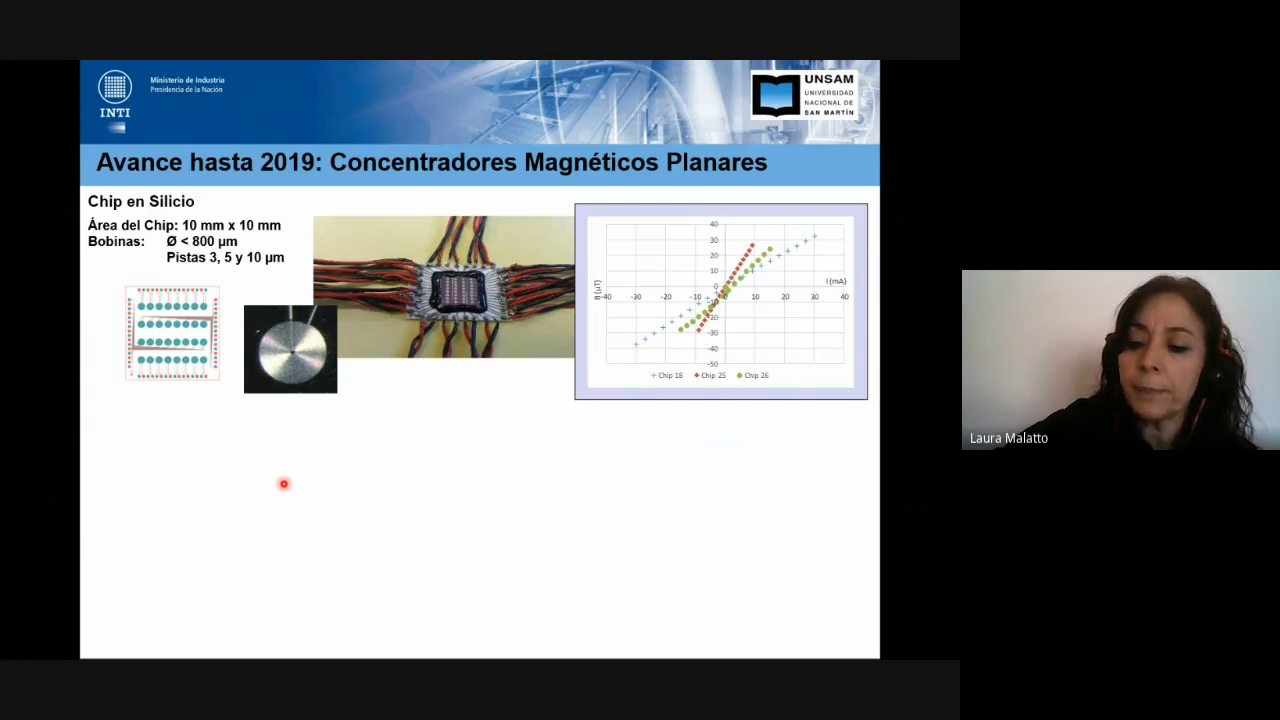 Ministerio de Industria
Presidencia de la Nación
INTI
UNSAM
UNIVERSIDAD
NACIONAL DE
SAN MARTÍN
Avance hasta 2019: Concentradores Magnéticos Planares
Chip en Silicio
Área del Chip: 10 mm x 10 mm
Bobinas: Ø < 800 µm
Pistas 3, 5 y 10 µm
40
30
20
10
0
-10
-20
-30
-40
-50
B (µT)
I (mA)
-40 -30 -20 -10 0 10 20 30 40
Chip 18 Chip 25 Chip 26
Laura Malatto